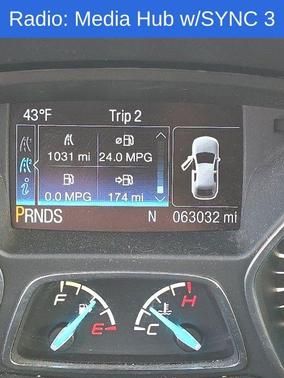 Radio: Media Hub w/SYNC 3
43°F Trip 2
1031 mi 24.0 MPG
0.0 MPG 174 mi
PRNDS N 063032 mi
F H
E C